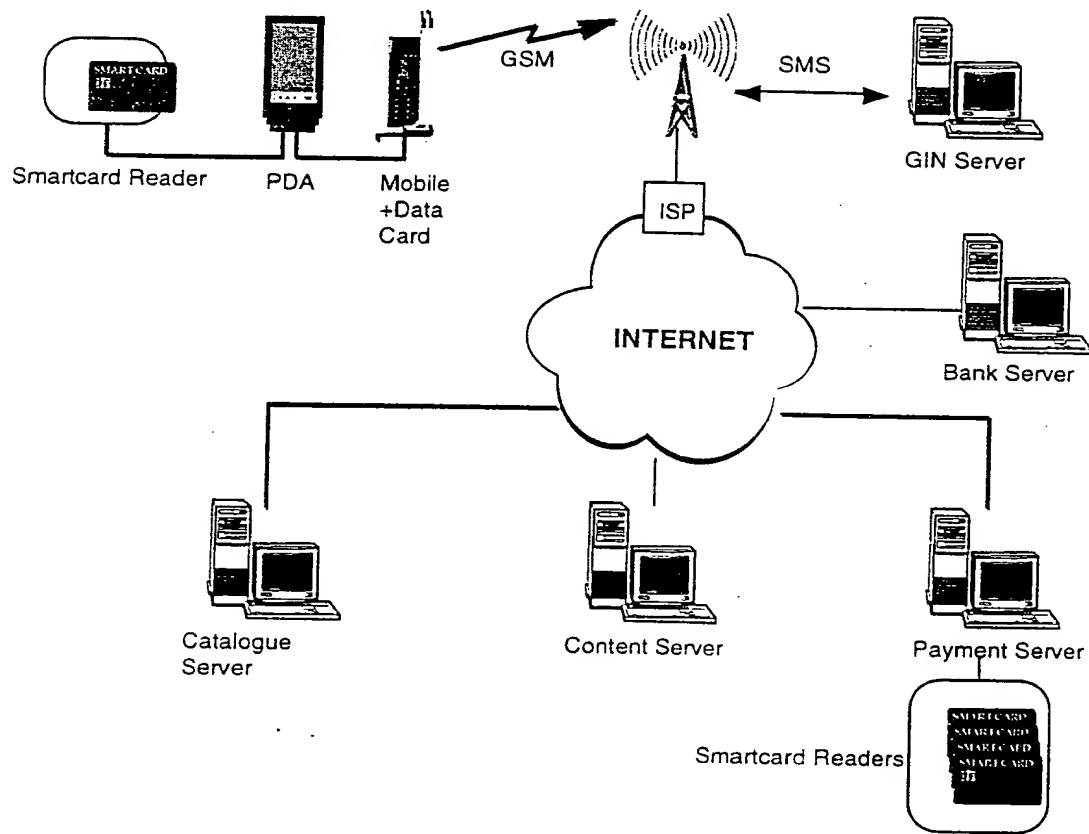 SMARTCARD
GSM
SMS
Smartcard Reader
PDA
Mobile
+Data
Card
GIN Server
ISP
INTERNET
Bank Server
Catalogue
Server
Content Server
Payment Server
Smartcard Readers
SMARTCARD
SMARTCARD
SMARTCARD
SMARTCARD